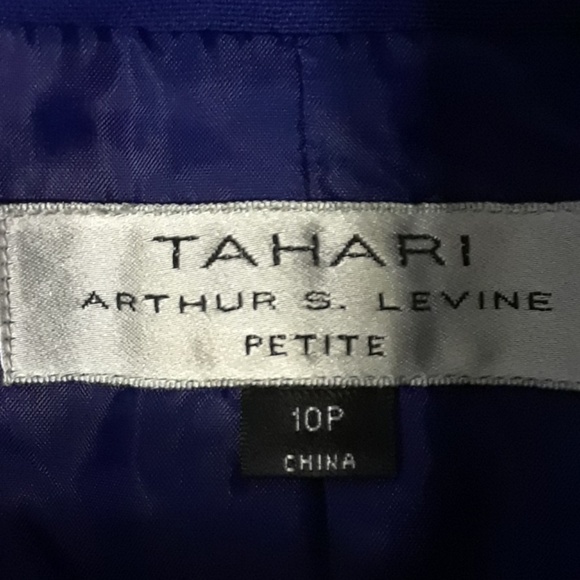 TAHARI
ARTHUR S. LEVINE
PETITE
10P
CHINA